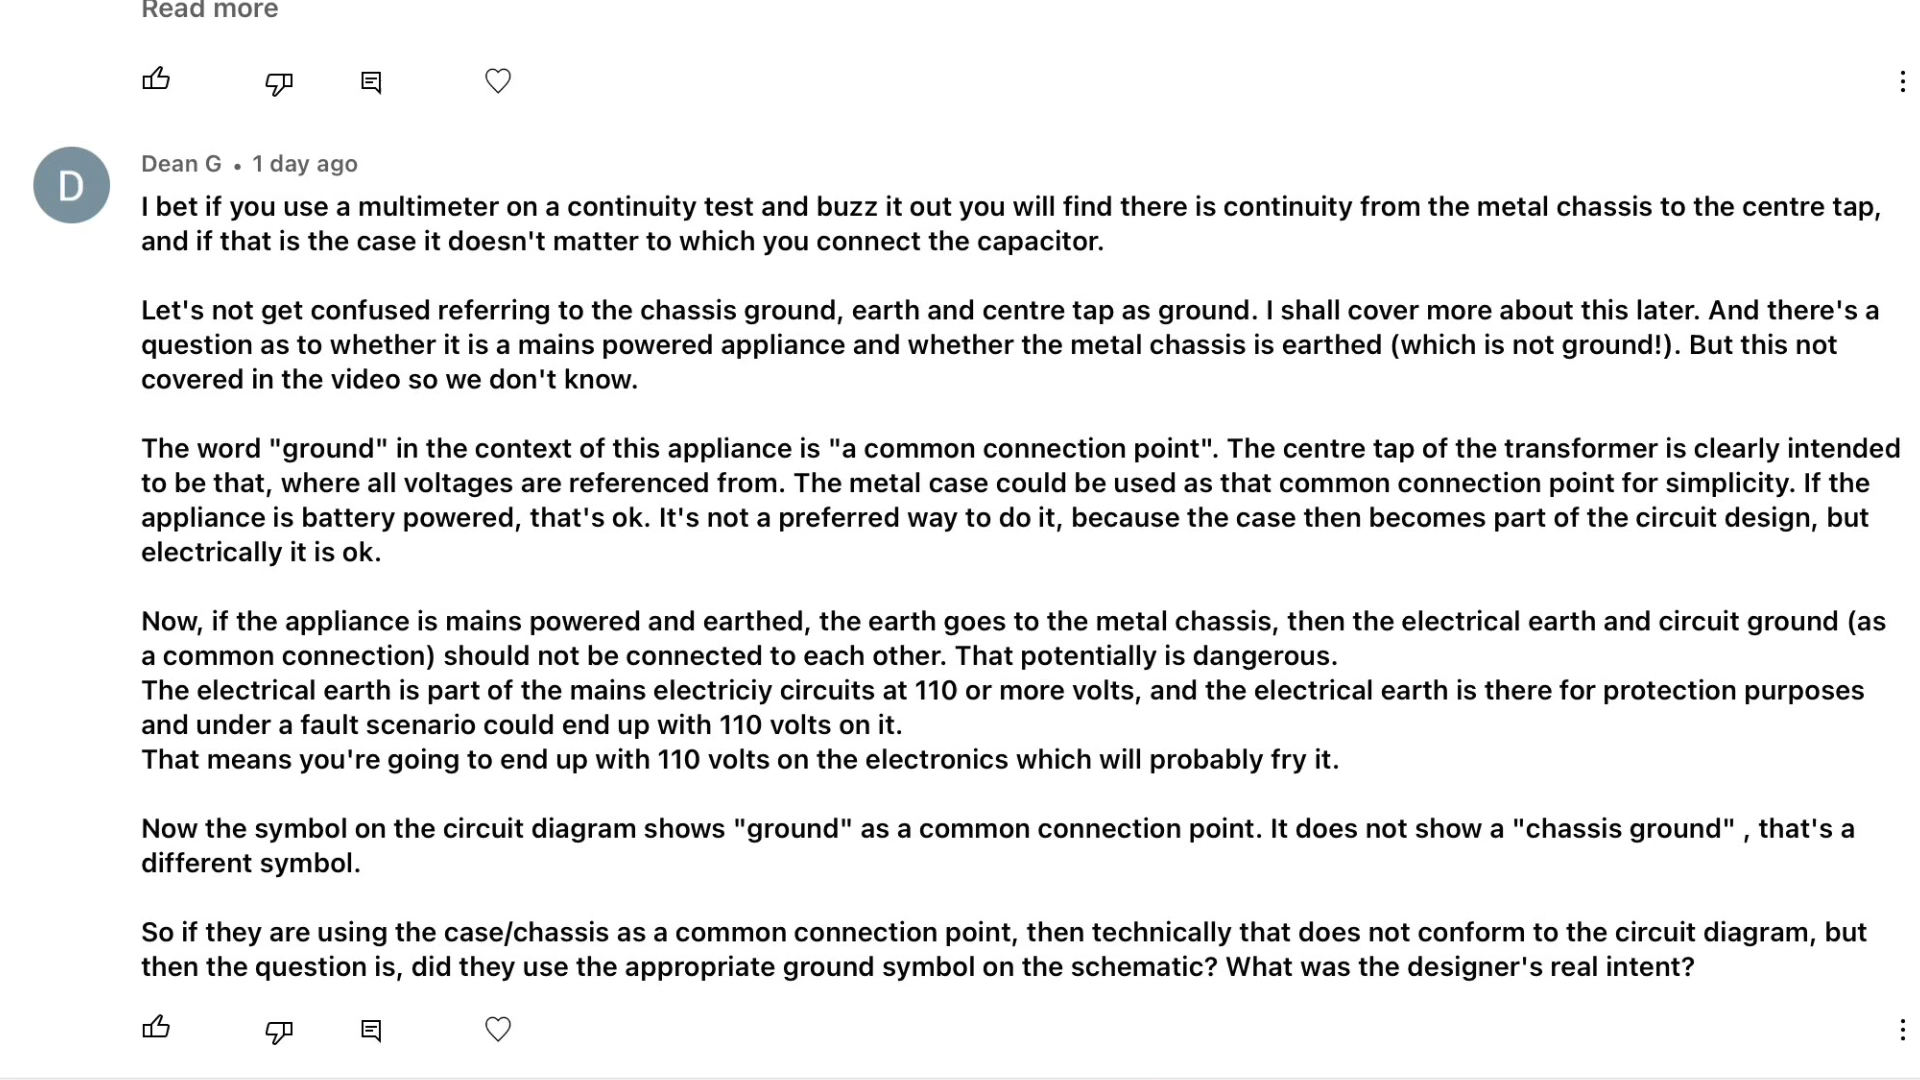 Read more
Dean G • 1 day ago
D
I bet if you use a multimeter on a continuity test and buzz it out you will find there is continuity from the metal chassis to the centre tap,
and if that is the case it doesn't matter to which you connect the capacitor.
Let's not get confused referring to the chassis ground, earth and centre tap as ground. I shall cover more about this later. And there's a
question as to whether it is a mains powered appliance and whether the metal chassis is earthed (which is not ground!). But this not
covered in the video so we don't know.
The word "ground" in the context of this appliance is "a common connection point". The centre tap of the transformer is clearly intended
to be that, where all voltages are referenced from. The metal case could be used as that common connection point for simplicity. If the
appliance is battery powered, that's ok. It's not a preferred way to do it, because the case then becomes part of the circuit design, but
electrically it is ok.
Now, if the appliance is mains powered and earthed, the earth goes to the metal chassis, then the electrical earth and circuit ground (as
a common connection) should not be connected to each other. That potentially is dangerous.
The electrical earth is part of the mains electriciy circuits at 110 or more volts, and the electrical earth is there for protection purposes
and under a fault scenario could end up with 110 volts on it.
That means you're going to end up with 110 volts on the electronics which will probably fry it.
Now the symbol on the circuit diagram shows "ground" as a common connection point. It does not show a "chassis ground" , that's a
different symbol.
So if they are using the case/chassis as a common connection point, then technically that does not conform to the circuit diagram, but
then the question is, did they use the appropriate ground symbol on the schematic? What was the designer's real intent?